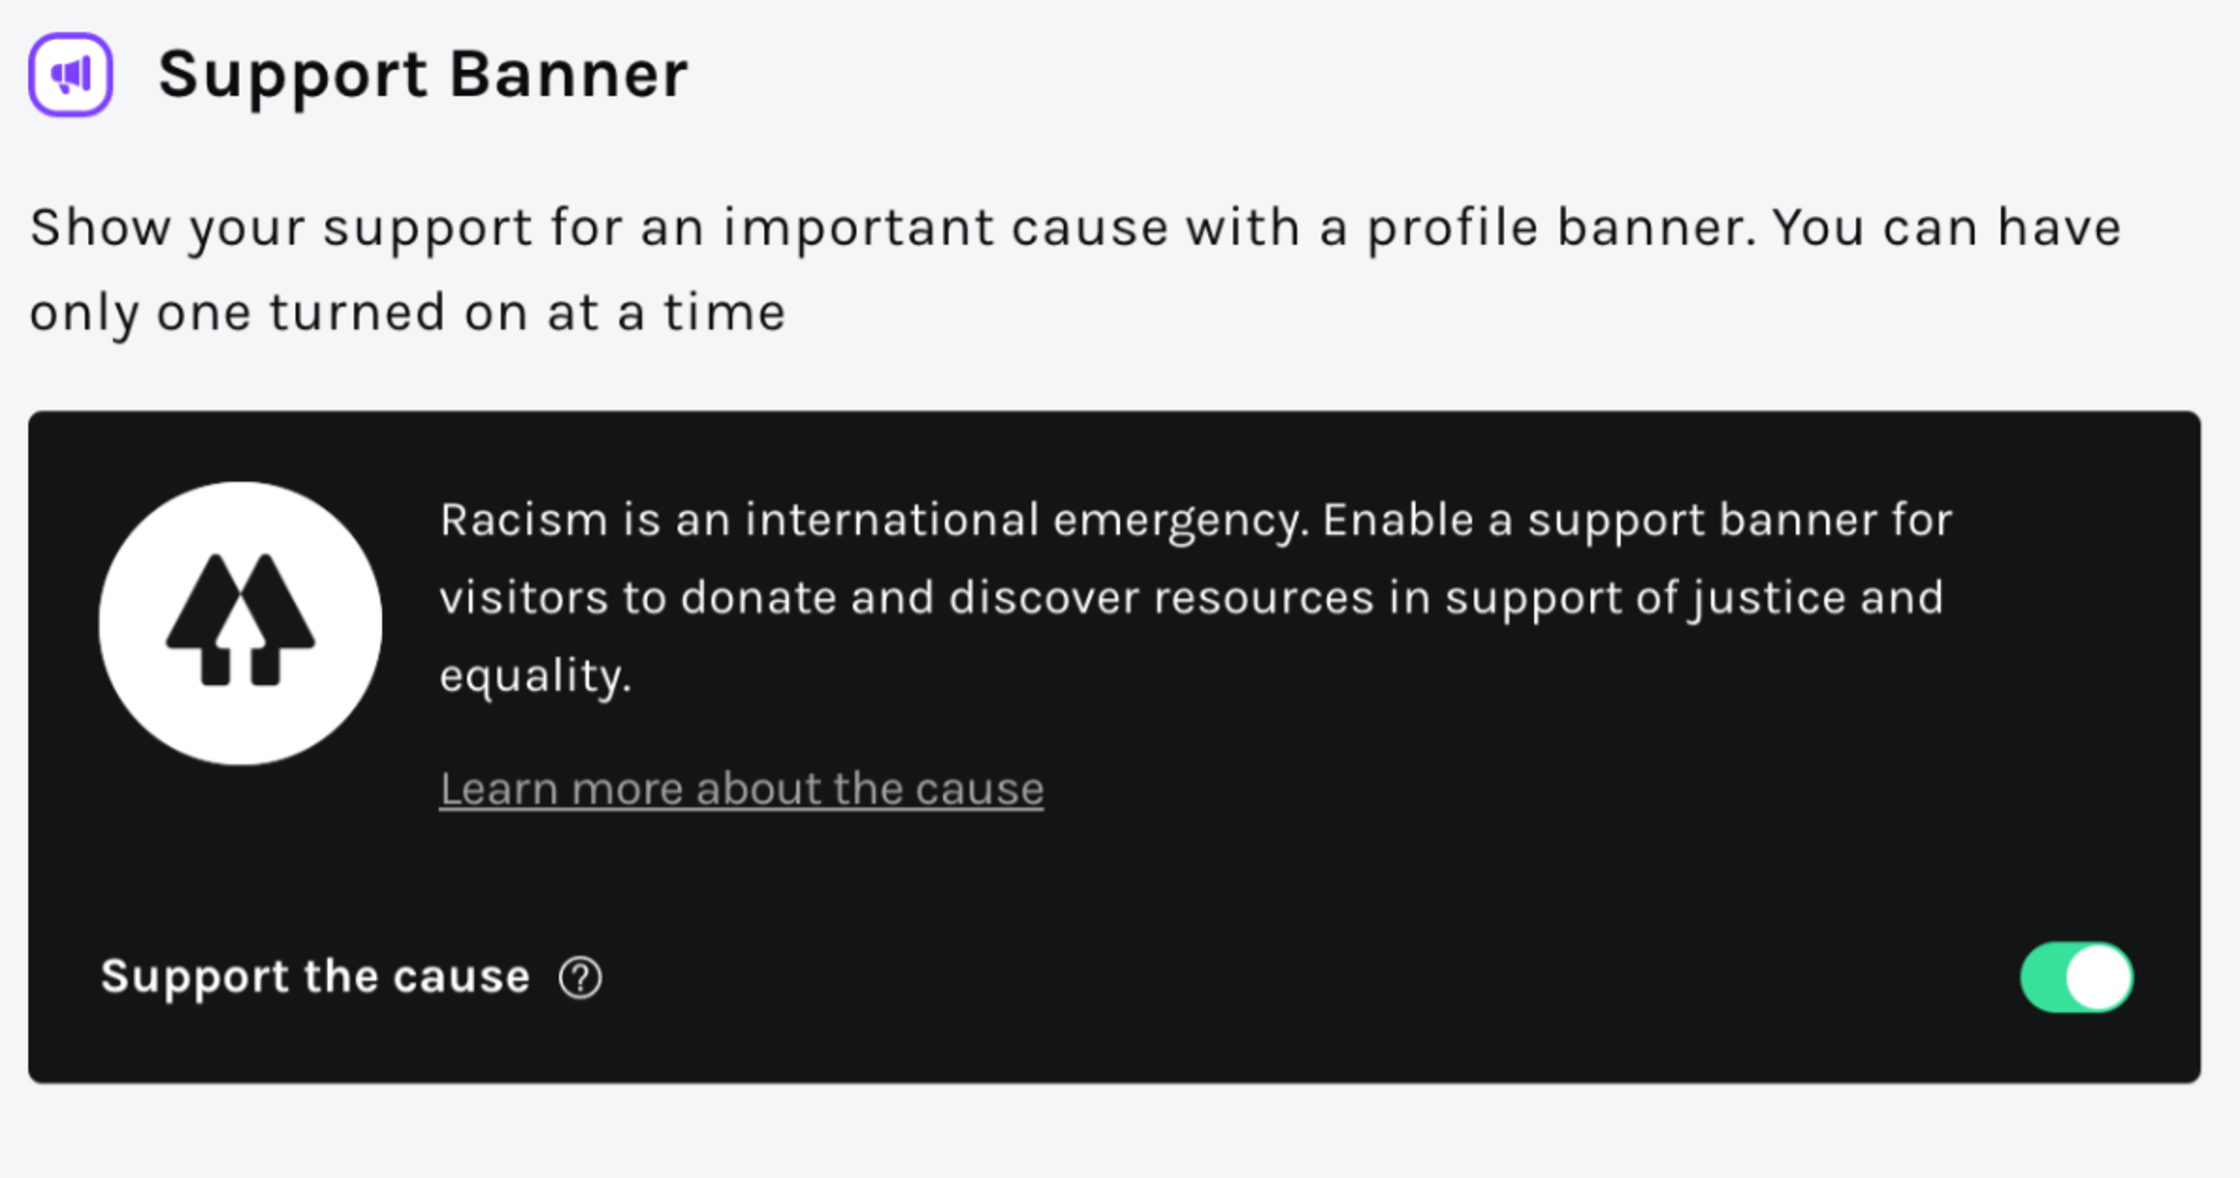 Support Banner
Show your support for an important cause with a profile banner. You can have
only one turned on at a time
Racism is an international emergency. Enable a support banner for
visitors to donate and discover resources in support of justice and
equality.
Learn more about the cause
Support the cause ?